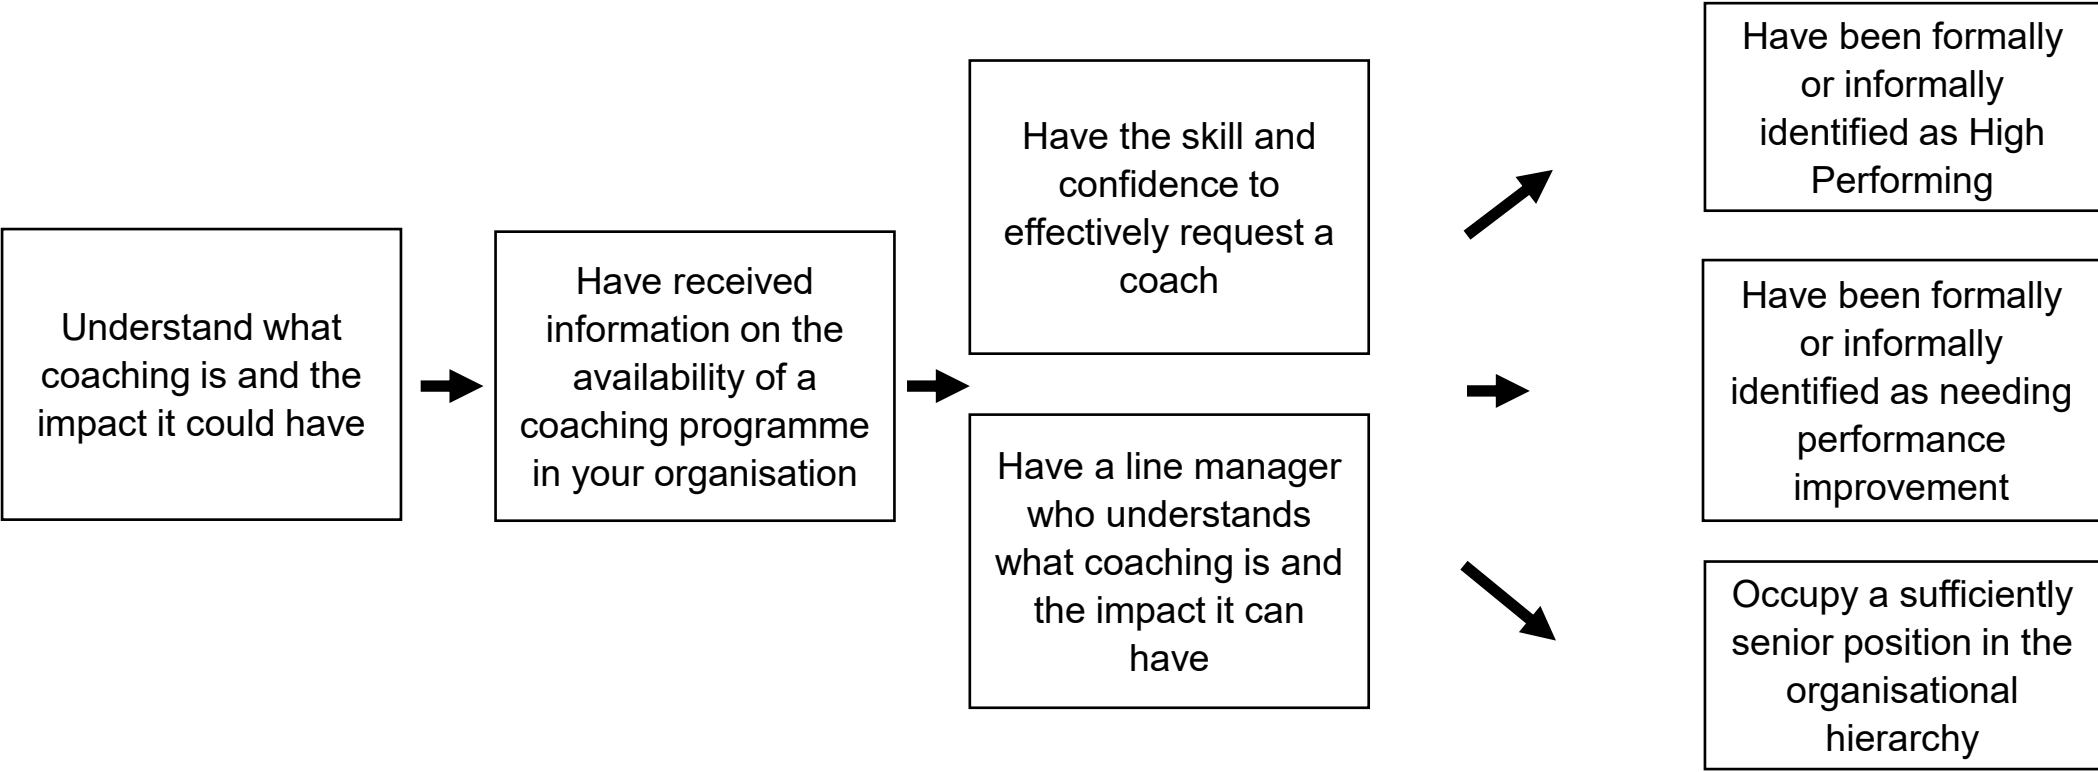 Understand what
coaching is and the
impact it could have
Have received
information on the
availability of a
coaching programme
in your organisation
Have the skill and
confidence to
effectively request a
coach
Have a line manager
who understands
what coaching is and
the impact it can
have
Have been formally
or informally
identified as High
Performing
Have been formally
or informally
identified as needing
performance
improvement
Occupy a sufficiently
senior position in the
organisational
hierarchy